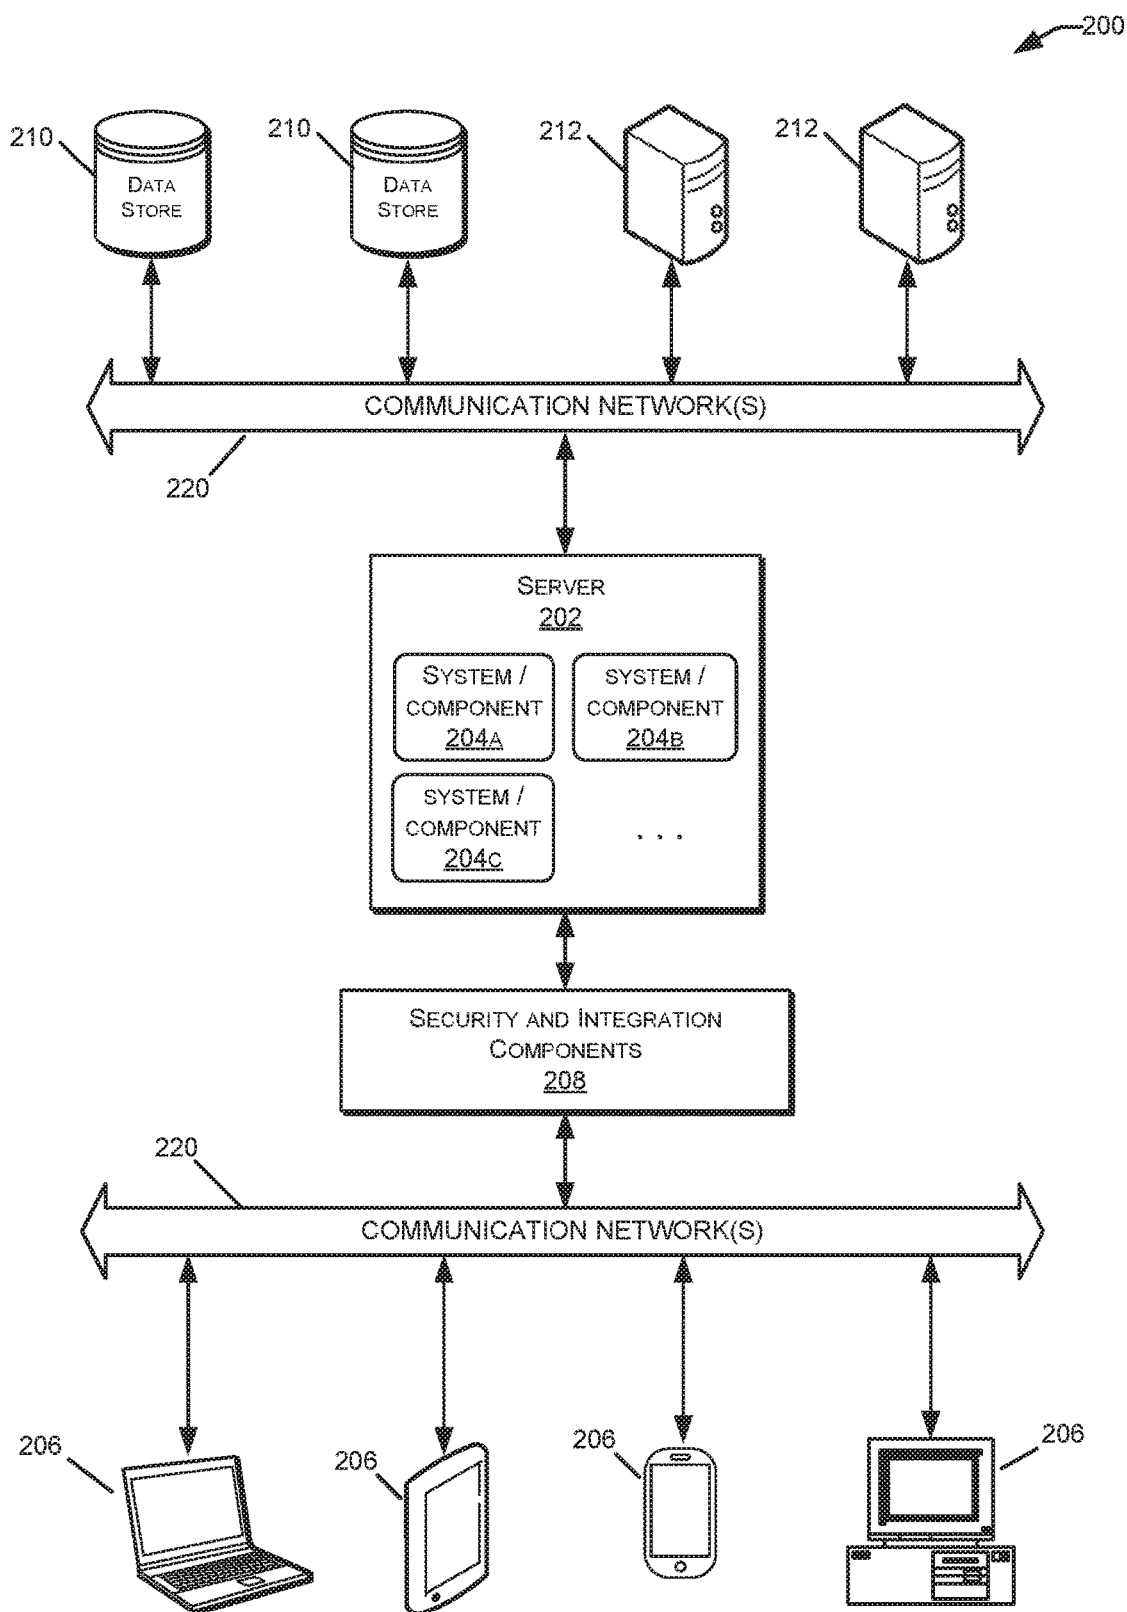 200
210
210
212
212
DATA
STORE
DATA
STORE
COMMUNICATION NETWORK(S)
220
SERVER
202
SYSTEM /
COMPONENT
204A
SYSTEM /
COMPONENT
204B
SYSTEM /
COMPONENT
204C
. . .
SECURITY AND INTEGRATION
COMPONENTS
208
220
COMMUNICATION NETWORK(S)
206
206
206
206